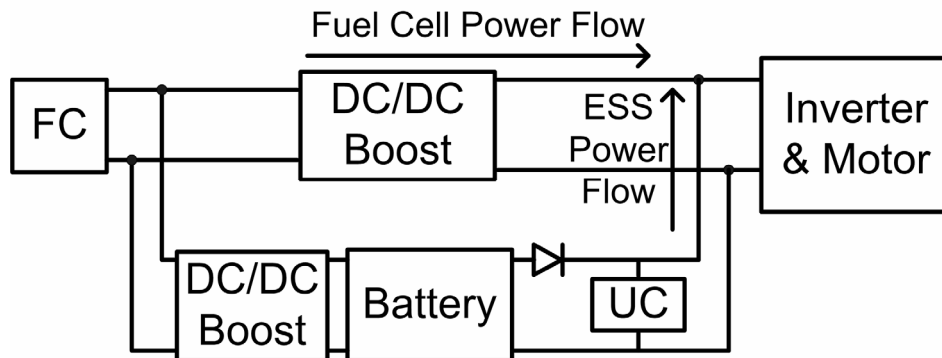 Fuel Cell Power Flow
FC
DC/DC
Boost
ESS
Power
Flow
Inverter
& Motor
DC/DC
Boost
Battery
UC